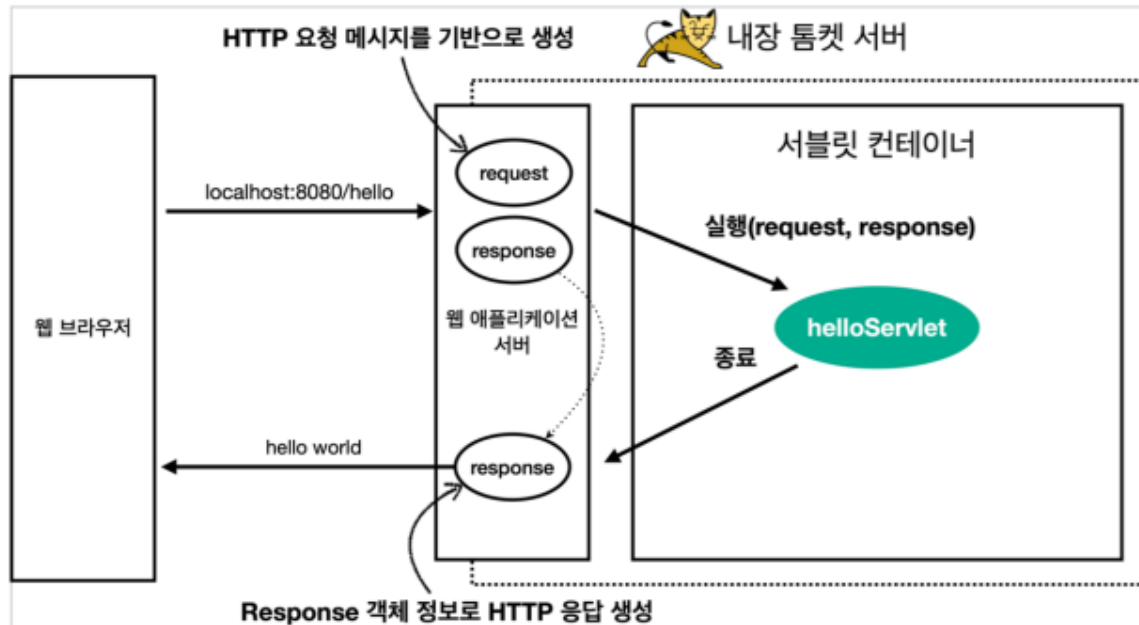 HTTP 요청 메시지를 기반으로 생성
내장 톰켓 서버
서블릿 컨테이너
request
localhost:8080/hello
실행(request, response)
response
웹 브라우저
웹 애플리케이션
서버
helloServlet
종료
hello world
response
Response 객체 정보로 HTTP 응답 생성